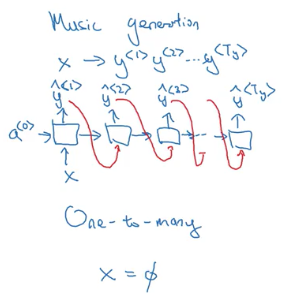 Music generation
x → y<1> y<2> ... y<Ty>
ŷ<1> ŷ<2> ŷ<3> ŷ<Ty>
a<0> → → → → ... →
x
One-to-many
x = ϕ